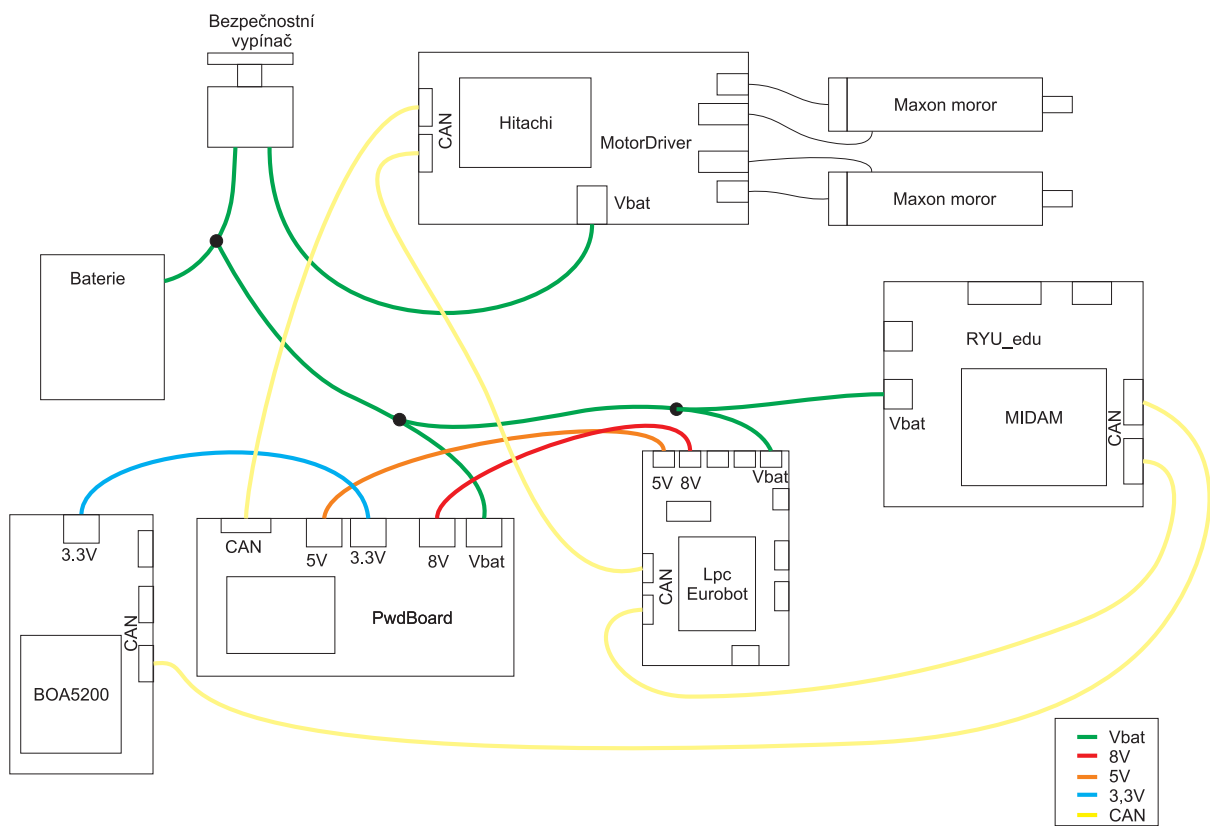 Bezpečnostní
vypínač
Hitachi
CAN
MotorDriver
Vbat
Maxon moror
Maxon moror
Baterie
RYU_edu
MIDAM
CAN
Vbat
3.3V
CAN
BOA5200
CAN
5V
3.3V
8V
Vbat
PwdBoard
5V
8V
Vbat
CAN
Lpc
Eurobot
Vbat
8V
5V
3,3V
CAN